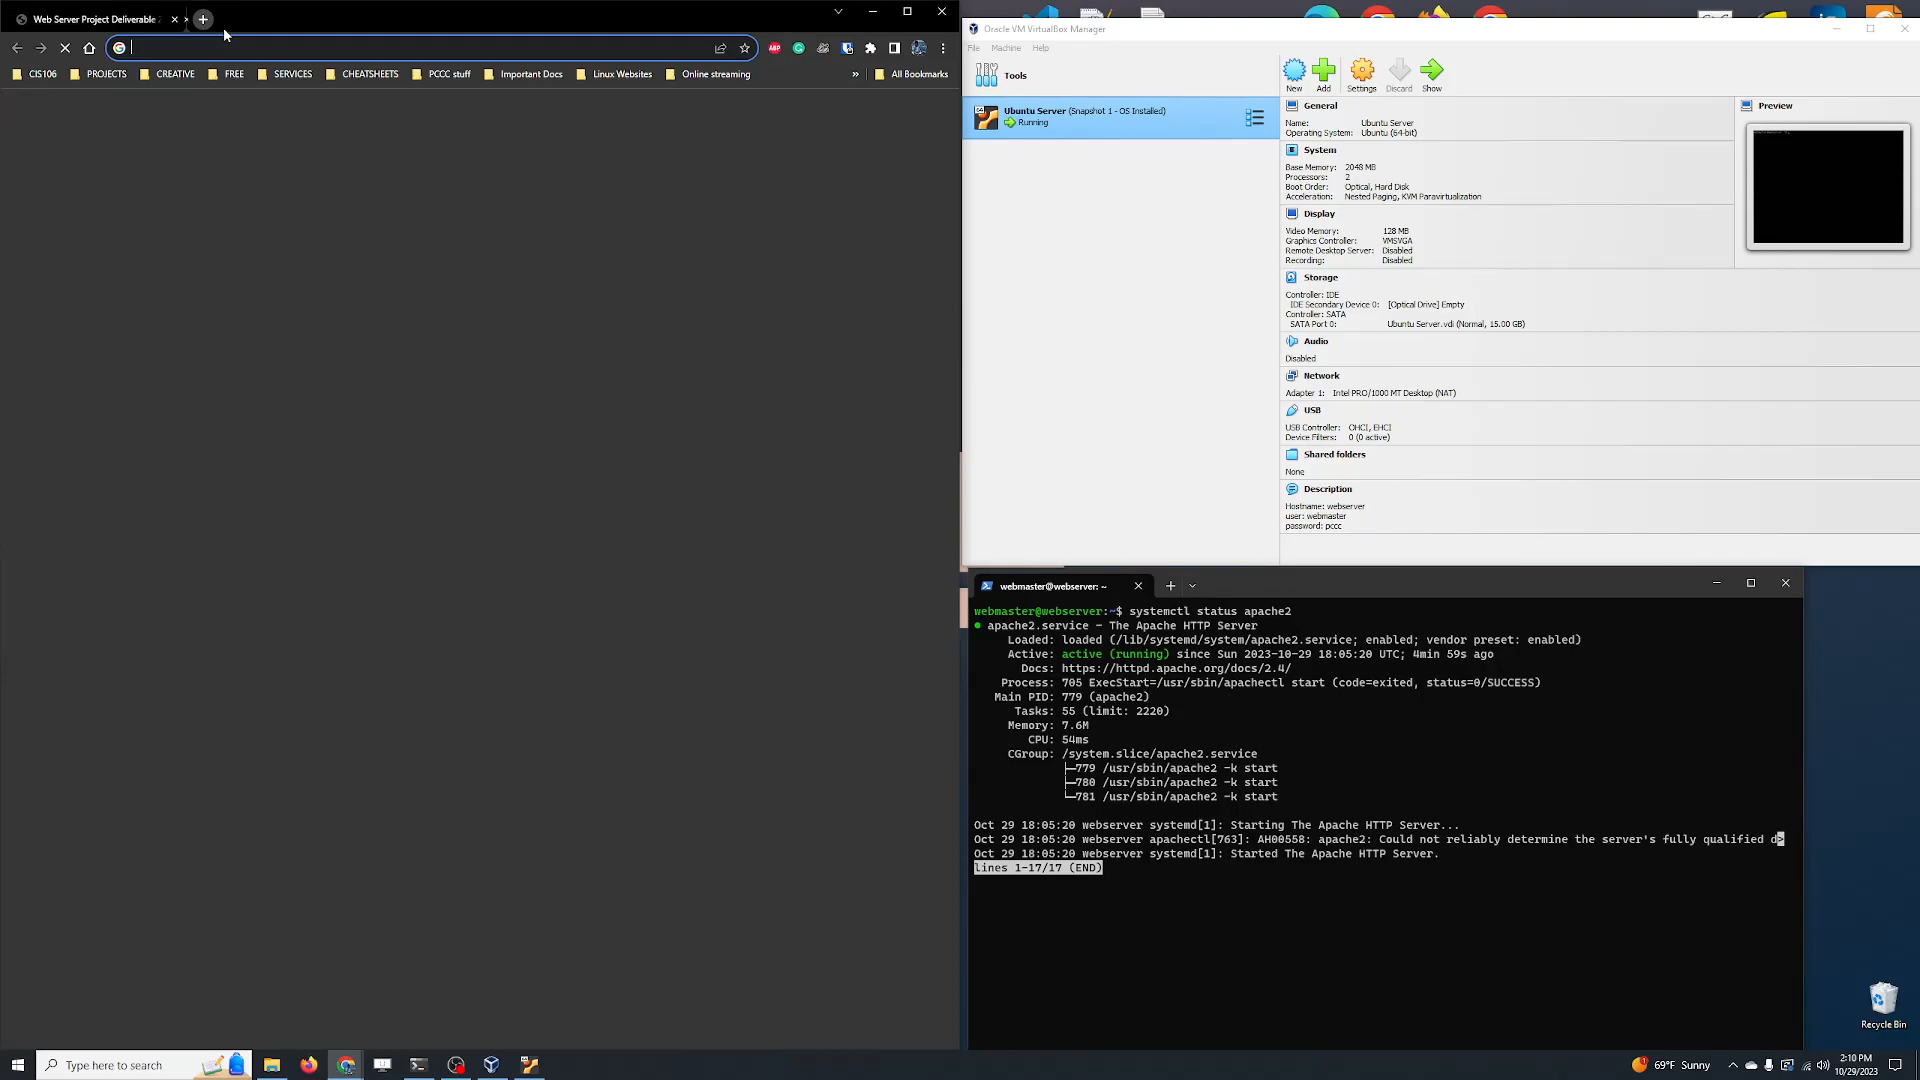 Web Server Project Deliverable
CIS106
PROJECTS
CREATIVE
FREE
SERVICES
CHEATSHEETS
PCCC stuff
Important Docs
Linux Websites
Online streaming
»
All Bookmarks
Oracle VM VirtualBox Manager
File Machine Help
Tools
New Add Settings Discard Show
Ubuntu Server (Snapshot 1 - OS Installed)
Running
General
Name: Ubuntu Server
Operating System: Ubuntu (64-bit)
System
Base Memory: 2048 MB
Processors: 2
Boot Order: Optical, Hard Disk
Acceleration: Nested Paging, KVM Paravirtualization
Display
Video Memory: 128 MB
Graphics Controller: VMSVGA
Remote Desktop Server: Disabled
Recording: Disabled
Storage
Controller: IDE
IDE Secondary Device 0: [Optical Drive] Empty
Controller: SATA
SATA Port 0: Ubuntu Server.vdi (Normal, 15.00 GB)
Audio
Disabled
Network
Adapter 1: Intel PRO/1000 MT Desktop (NAT)
USB
USB Controller: OHCI, EHCI
Device Filters: 0 (0 active)
Shared folders
None
Description
Hostname: webserver
user: webmaster
password: pccc
Preview
webmaster@webserver: ~
webmaster@webserver:~$ systemctl status apache2
● apache2.service - The Apache HTTP Server
Loaded: loaded (/lib/systemd/system/apache2.service; enabled; vendor preset: enabled)
Active: active (running) since Sun 2023-10-29 18:05:20 UTC; 4min 59s ago
Docs: https://httpd.apache.org/docs/2.4/
Process: 705 ExecStart=/usr/sbin/apachectl start (code=exited, status=0/SUCCESS)
Main PID: 779 (apache2)
Tasks: 55 (limit: 2220)
Memory: 7.6M
CPU: 54ms
CGroup: /system.slice/apache2.service
├─779 /usr/sbin/apache2 -k start
├─780 /usr/sbin/apache2 -k start
└─781 /usr/sbin/apache2 -k start
Oct 29 18:05:20 webserver systemd[1]: Starting The Apache HTTP Server...
Oct 29 18:05:20 webserver apachectl[763]: AH00558: apache2: Could not reliably determine the server's fully qualified d>
Oct 29 18:05:20 webserver systemd[1]: Started The Apache HTTP Server.
lines 1-17/17 (END)
Recycle Bin
Type here to search
69°F Sunny
2:10 PM
10/29/2023